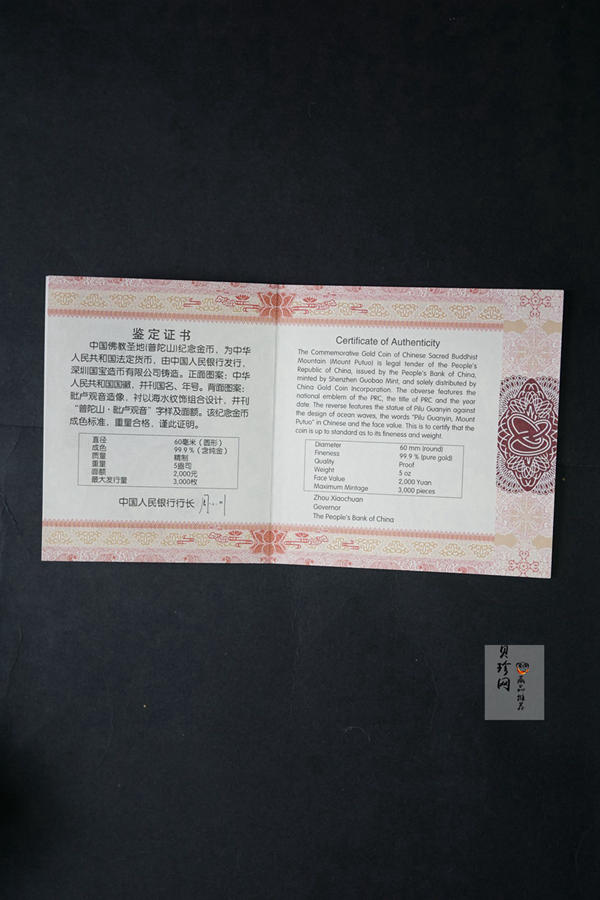 鉴定证书
中国佛教圣地(普陀山)纪念金币，为中华
人民共和国法定货币，由中国人民银行发行，
深圳国宝造币有限公司铸造。正面图案：中华
人民共和国国徽，并刊国名、年号。背面图案：
毗卢观音造像，衬以海水纹饰组合设计，并刊
“普陀山·毗卢观音”字样及面额。该纪念金币
成色标准，重量合格，谨此证明。
直径 60毫米（圆形）
成色 99.9％（含纯金）
质量 精制
重量 5盎司
面额 2,000元
最大发行量 3,000枚
中国人民银行行长
Certificate of Authenticity
The Commemorative Gold Coin of Chinese Sacred Buddhist
Mountain (Mount Putuo) is legal tender of the People's
Republic of China, issued by the People's Bank of China,
minted by Shenzhen Guobao Mint, and solely distributed by
China Gold Coin Incorporation. The obverse features the
national emblem of the PRC, the title of PRC and the year
date. The reverse features the statue of Pilu Guanyin against
the design of ocean waves, the words "Pilu Guanyin, Mount
Putuo" in Chinese and the face value. This is to certify that the
coin is up to standard as to its fineness and weight.
Diameter 60 mm (round)
Fineness 99.9 % (pure gold)
Quality Proof
Weight 5 oz
Face Value 2,000 Yuan
Maximum Mintage 3,000 pieces
Zhou Xiaochuan
Governor
The People's Bank of China
珍网
藏品推荐